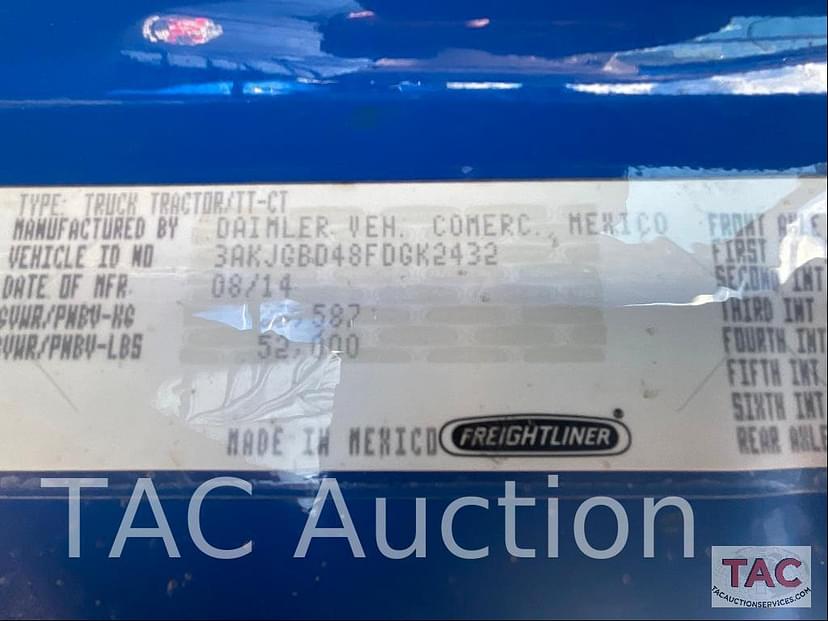 TYPE: TRUCK TRACTOR/TT-CT
MANUFACTURED BY DAIMLER VEH. COMERC., MEXICO FRONT AXLE
VEHICLE ID NO 3AKJGBD48FDGK2432 FIRST
DATE OF MFR. 08/14 SECOND INT
GVWR/PNBV-KG ,587 THIRD INT
GVWR/PNBV-LBS 52,000 FOURTH INT
FIFTH INT
SIXTH INT
MADE IN MEXICO FREIGHTLINER® REAR AXLE
TAC Auction
TAC
TACAUCTIONSERVICES.COM